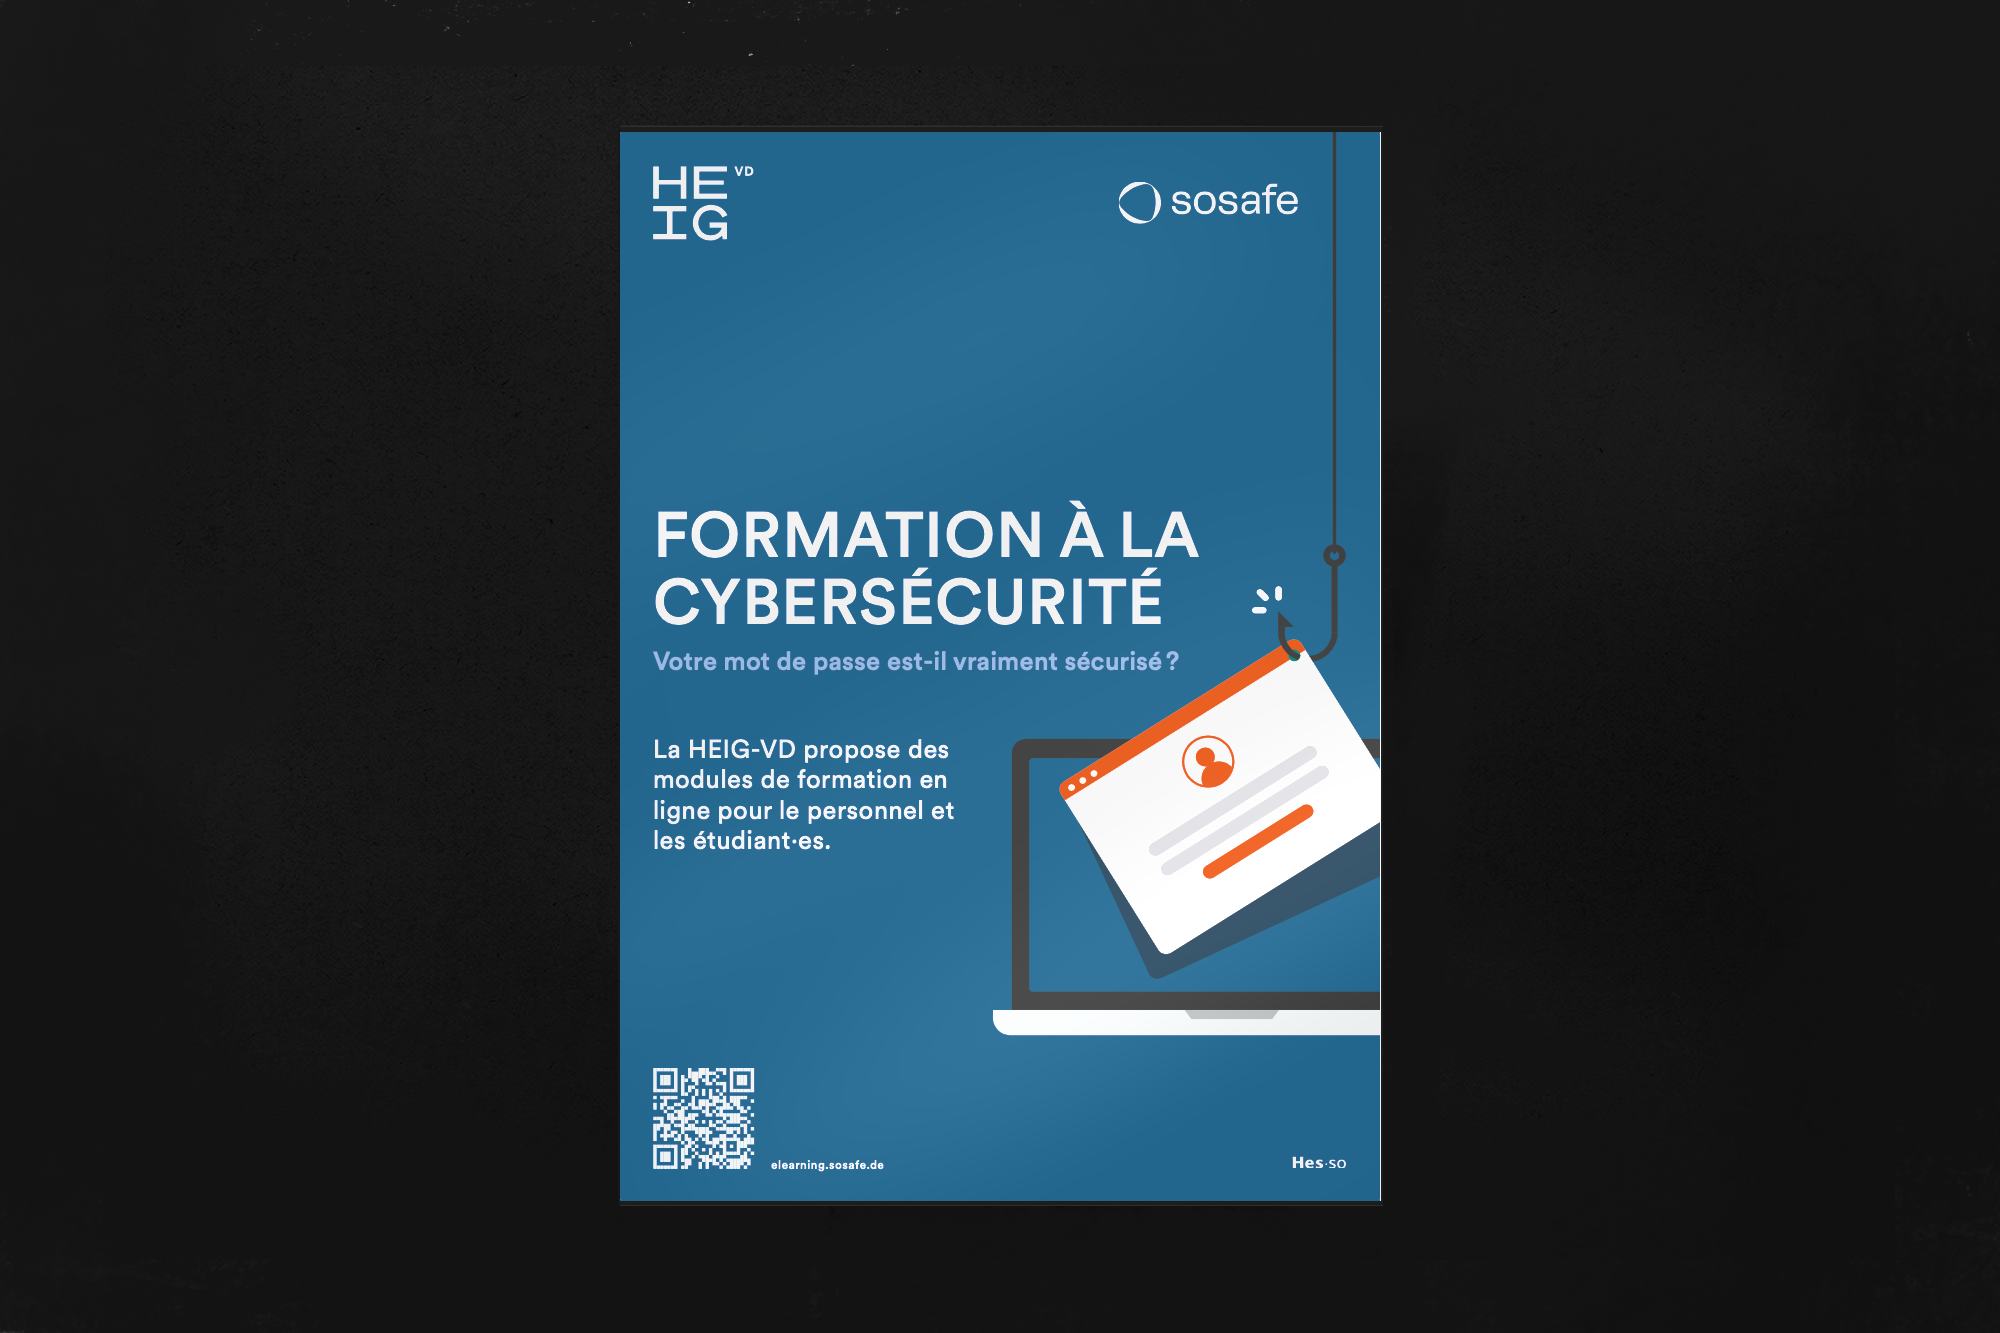 HE VD
IG
sosafe
FORMATION À LA
CYBERSÉCURITÉ
Votre mot de passe est-il vraiment sécurisé ?
La HEIG-VD propose des
modules de formation en
ligne pour le personnel et
les étudiant·es.
elearning.sosafe.de
Hes·so